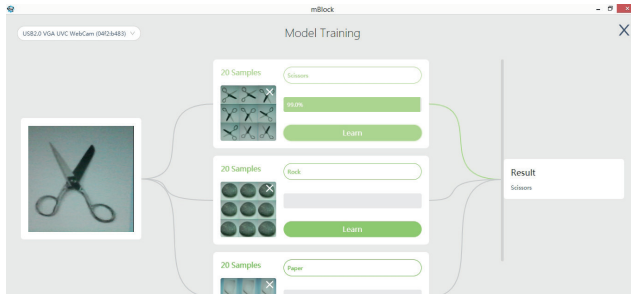 mBlock
USB2.0 VGA UVC WebCam (04f2:b483)
Model Training
X
20 Samples
Scissors
Learn
20 Samples
Rock
Learn
20 Samples
Paper
Result
Scissors